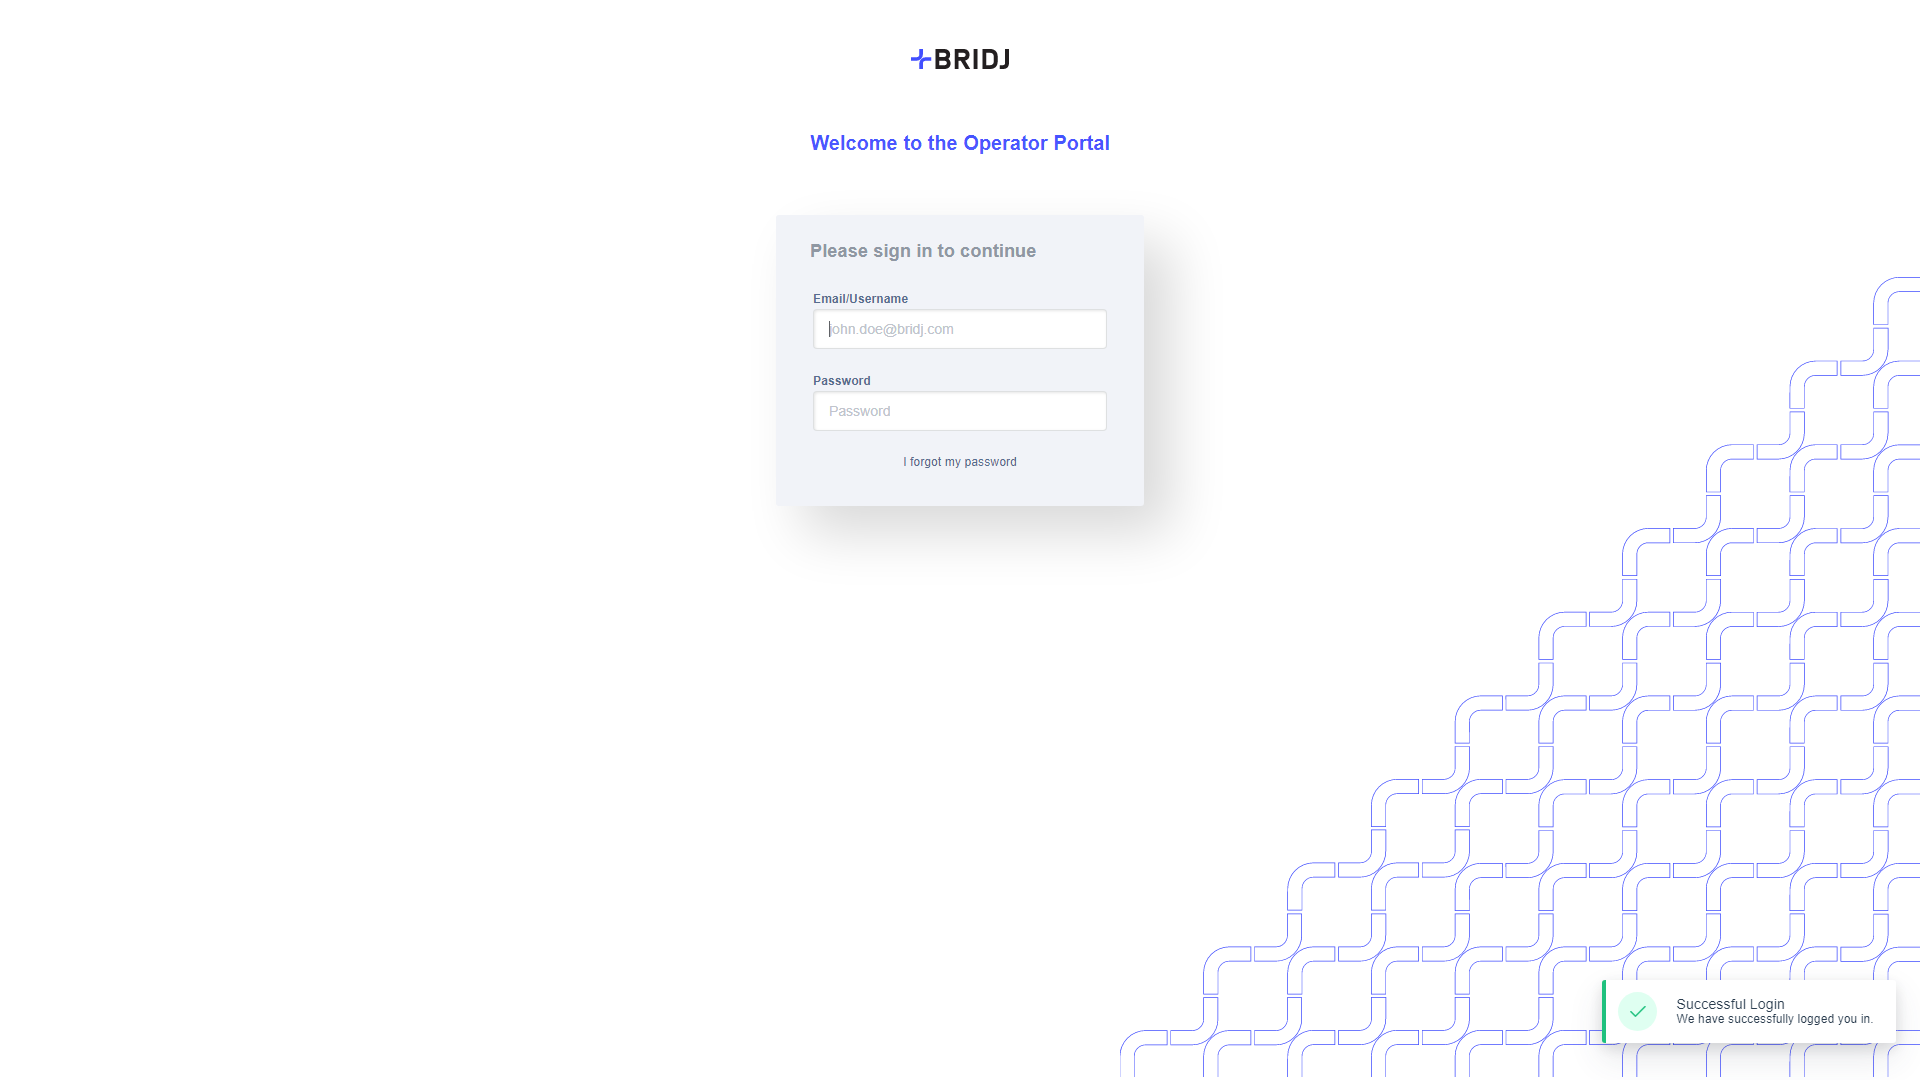 BRIDJ
Welcome to the Operator Portal
Please sign in to continue
Email/Username
john.doe@bridj.com
Password
Password
I forgot my password
Successful Login
We have successfully logged you in.